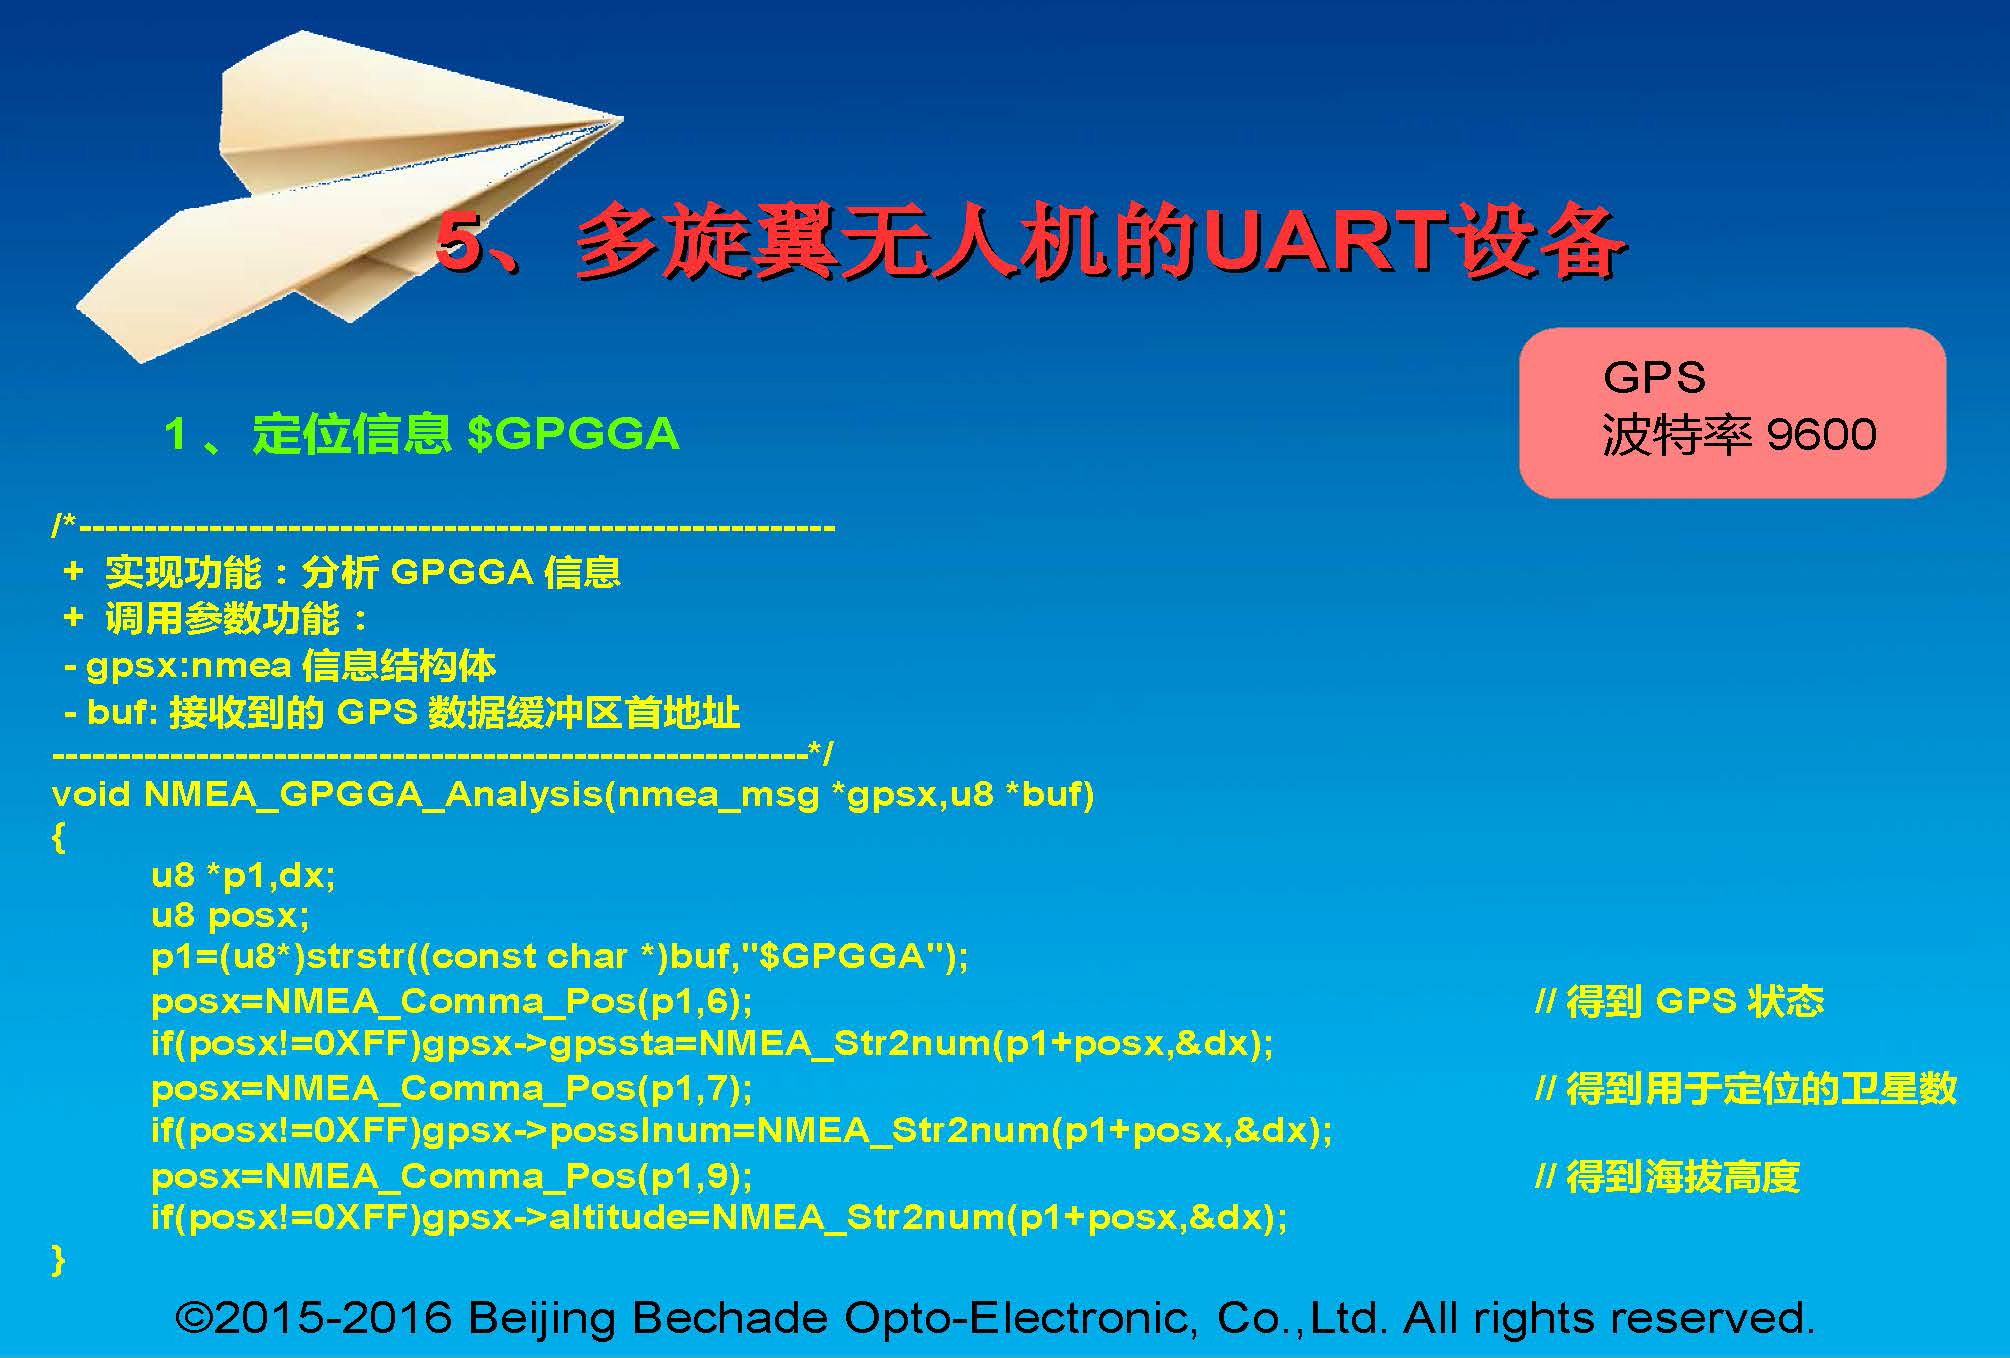 5、多旋翼无人机的UART设备
GPS
波特率 9600
1 、定位信息 $GPGGA
/*----------------------------------------------------------
+ 实现功能：分析 GPGGA 信息
+ 调用参数功能：
- gpsx:nmea 信息结构体
- buf: 接收到的 GPS 数据缓冲区首地址
----------------------------------------------------------*/
void NMEA_GPGGA_Analysis(nmea_msg *gpsx,u8 *buf)
{
u8 *p1,dx;
u8 posx;
p1=(u8*)strstr((const char *)buf,"$GPGGA");
posx=NMEA_Comma_Pos(p1,6); // 得到 GPS 状态
if(posx!=0XFF)gpsx->gpssta=NMEA_Str2num(p1+posx,&dx);
posx=NMEA_Comma_Pos(p1,7); // 得到用于定位的卫星数
if(posx!=0XFF)gpsx->posslnum=NMEA_Str2num(p1+posx,&dx);
posx=NMEA_Comma_Pos(p1,9); // 得到海拔高度
if(posx!=0XFF)gpsx->altitude=NMEA_Str2num(p1+posx,&dx);
}
©2015-2016 Beijing Bechade Opto-Electronic, Co.,Ltd. All rights reserved.